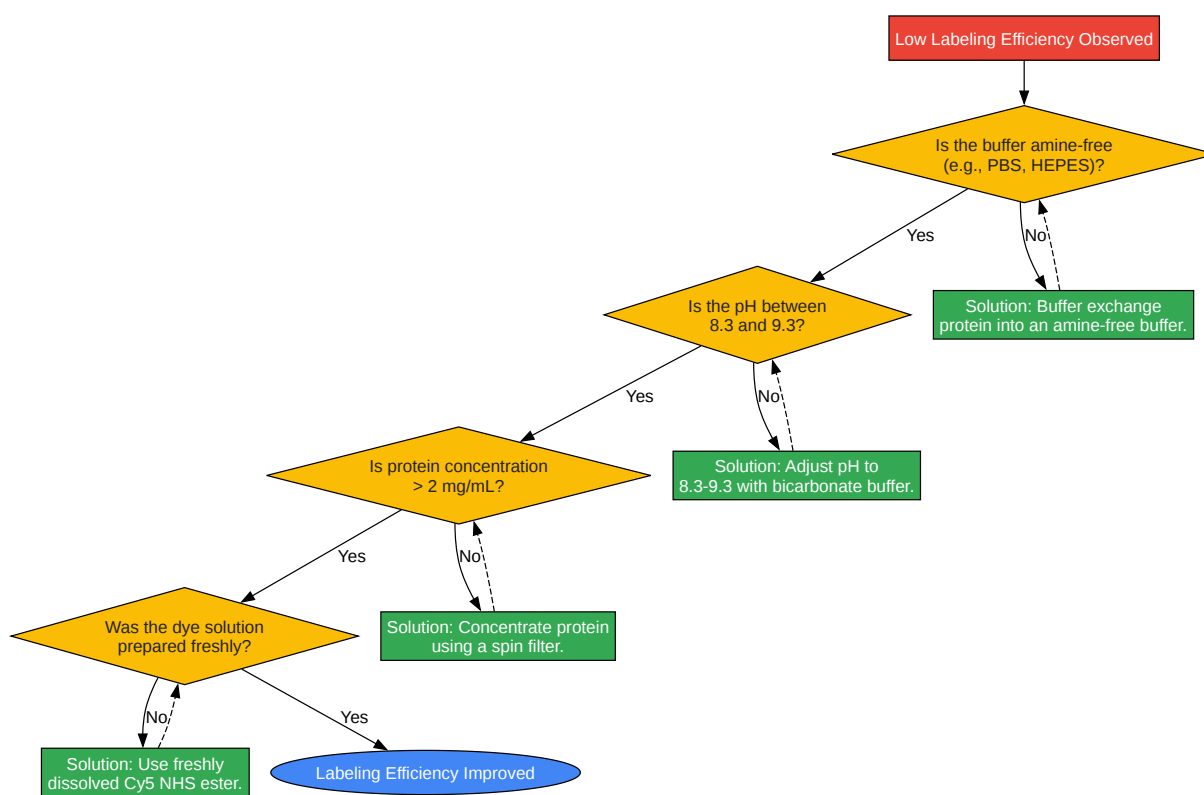 Low Labeling Efficiency Observed
Is the buffer amine-free
(e.g., PBS, HEPES)?
Yes
No
Solution: Buffer exchange
protein into an amine-free buffer.
Is the pH between
8.3 and 9.3?
Yes
No
Solution: Adjust pH to
8.3-9.3 with bicarbonate buffer.
Is protein concentration
> 2 mg/mL?
Yes
No
Solution: Concentrate protein
using a spin filter.
Was the dye solution
prepared freshly?
No
Yes
Solution: Use freshly
dissolved Cy5 NHS ester.
Labeling Efficiency Improved